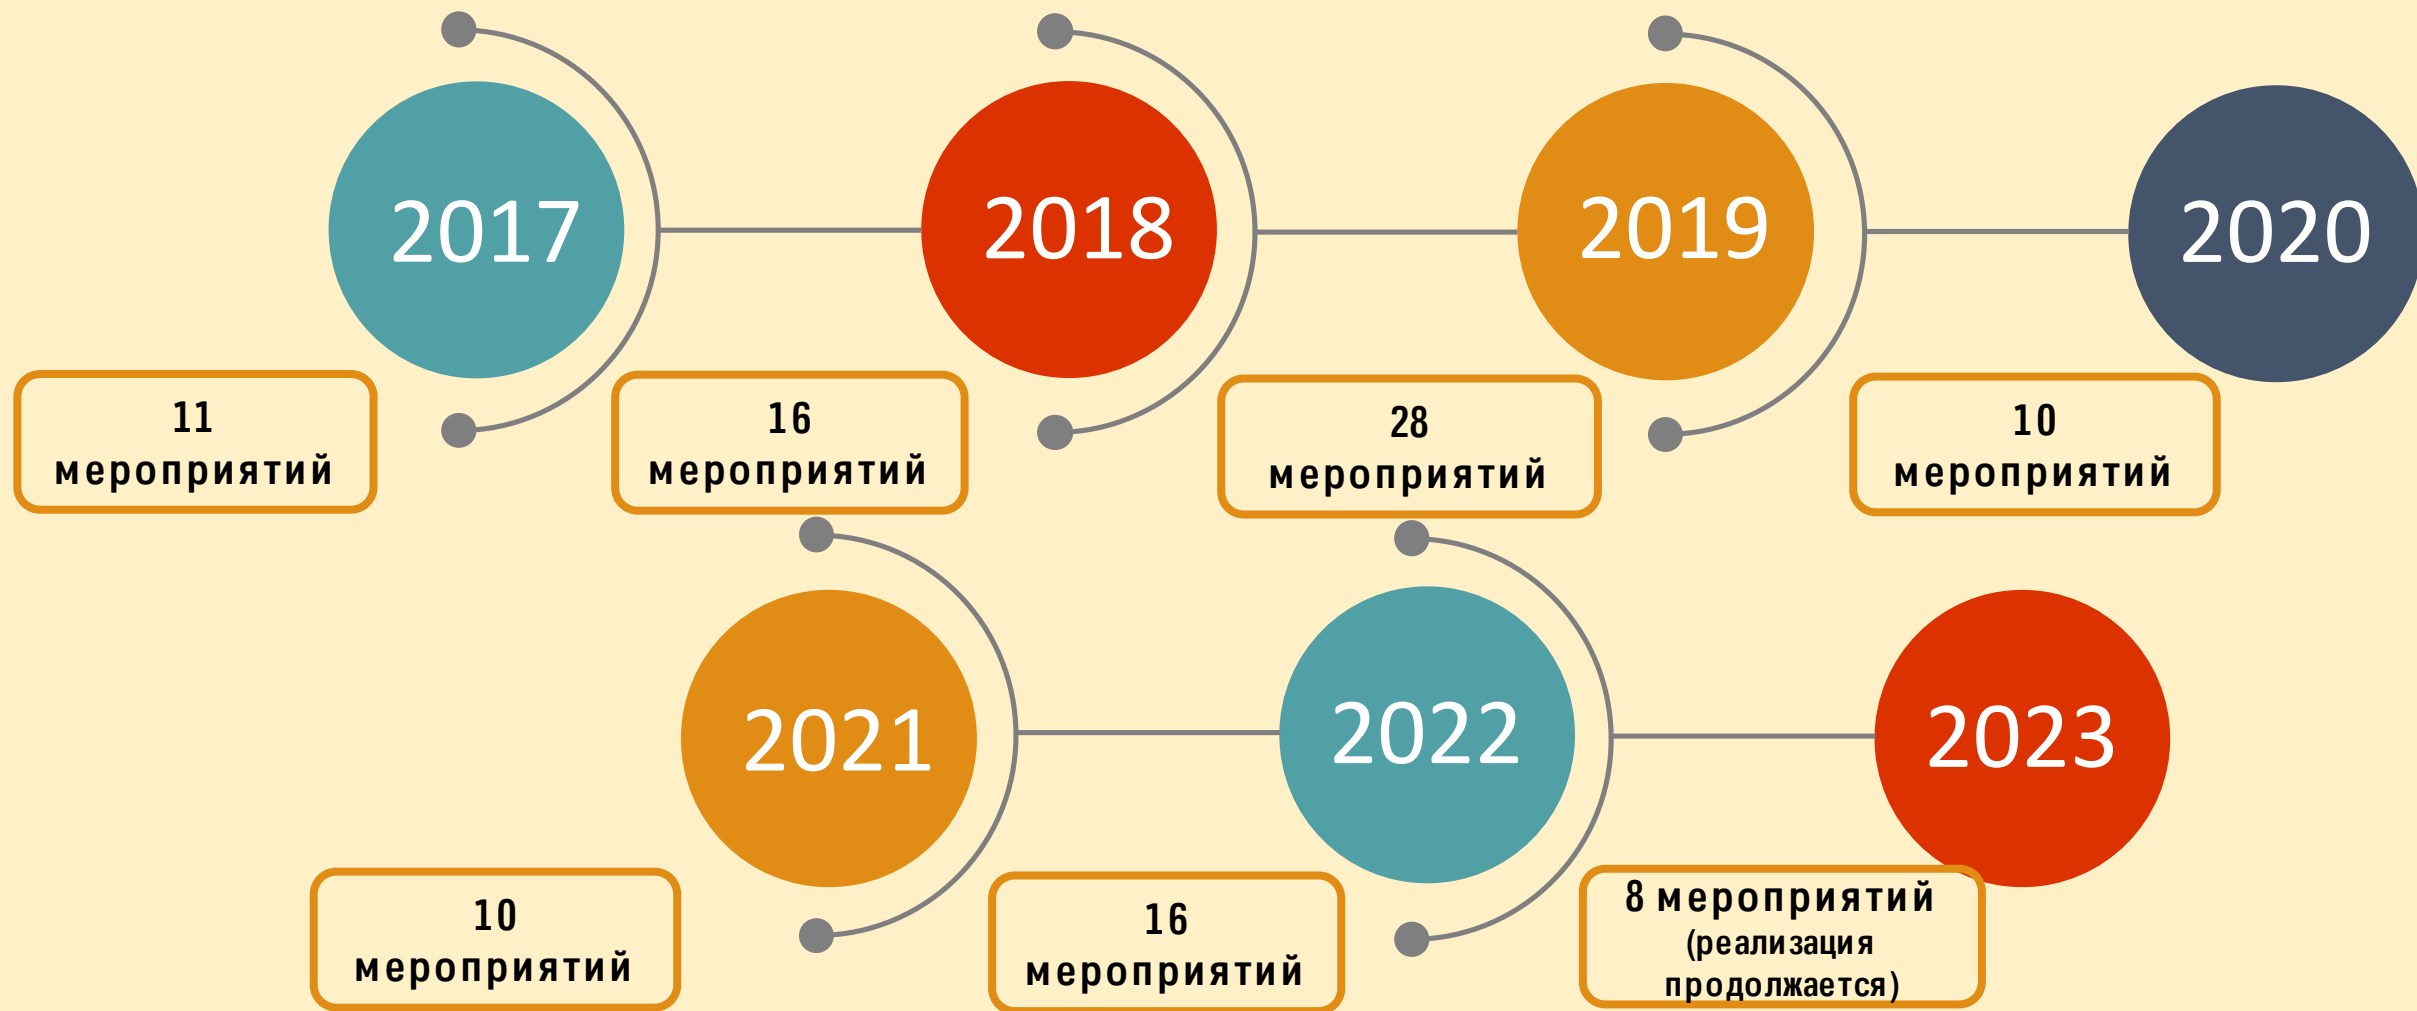 2017
2018
2019
2020
11
мероприятий
16
мероприятий
28
мероприятий
10
мероприятий
2021
2022
2023
10
мероприятий
16
мероприятий
8 мероприятий
(реализация
продолжается)